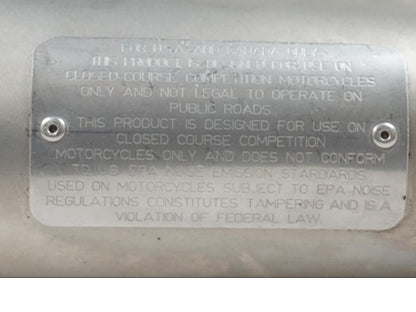 FOR USA AND CANADA ONLY
THIS PRODUCT IS DESIGNED FOR USE ON
CLOSED-COURSE COMPETITION MOTORCYCLES
ONLY AND NOT LEGAL TO OPERATE ON
PUBLIC ROADS.
THIS PRODUCT IS DESIGNED FOR USE ON
CLOSED COURSE COMPETITION
MOTORCYCLES ONLY AND DOES NOT CONFORM
TO US EPA NOISE EMISSION STANDARDS.
USED ON MOTORCYCLES SUBJECT TO EPA NOISE
REGULATIONS CONSTITUTES TAMPERING AND IS A
VIOLATION OF FEDERAL LAW.